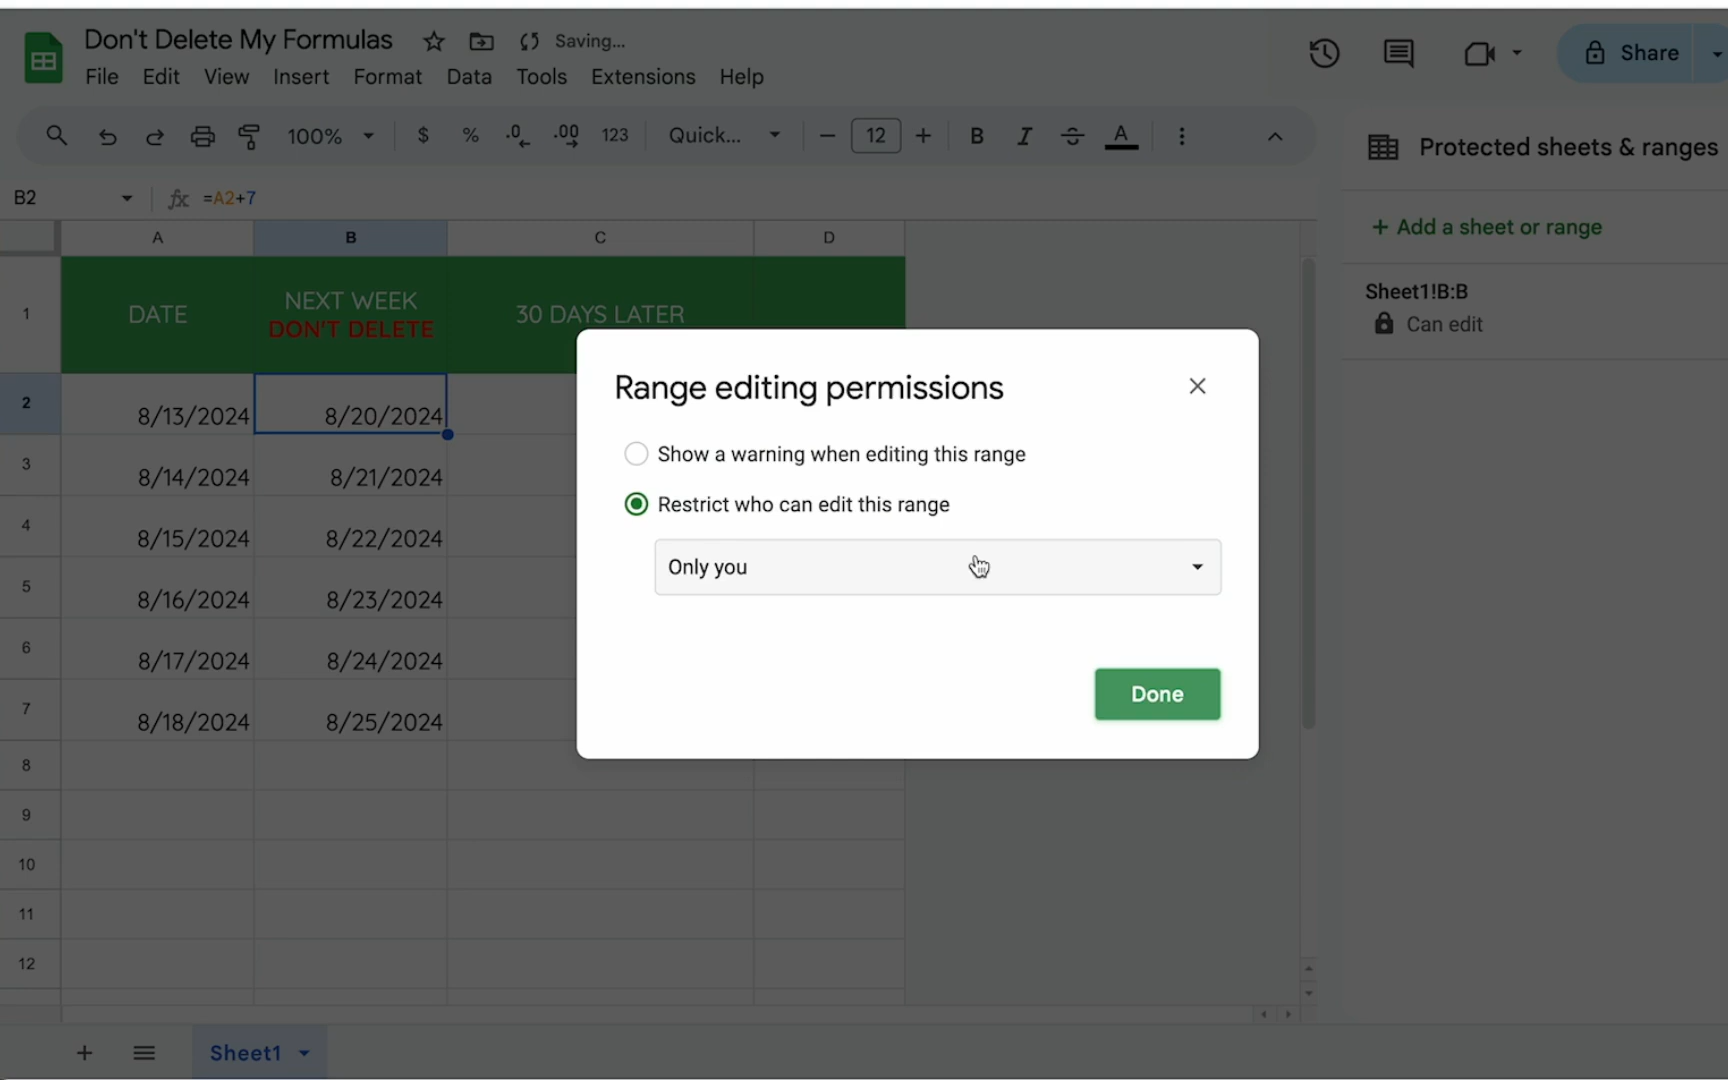 Don't Delete My Formulas Saving...
File Edit View Insert Format Data Tools Extensions Help
Share
100% $ % .0 .00 123 Quick... 12 B I S A
Protected sheets & ranges
B2 fx =A2+7
+ Add a sheet or range
A B C D
Sheet1!B:B
Can edit
1 DATE NEXT WEEK 30 DAYS LATER
DON'T DELETE
Range editing permissions
Show a warning when editing this range
Restrict who can edit this range
Only you
Done
2 8/13/2024 8/20/2024
3 8/14/2024 8/21/2024
4 8/15/2024 8/22/2024
5 8/16/2024 8/23/2024
6 8/17/2024 8/24/2024
7 8/18/2024 8/25/2024
8
9
10
11
12
Sheet1